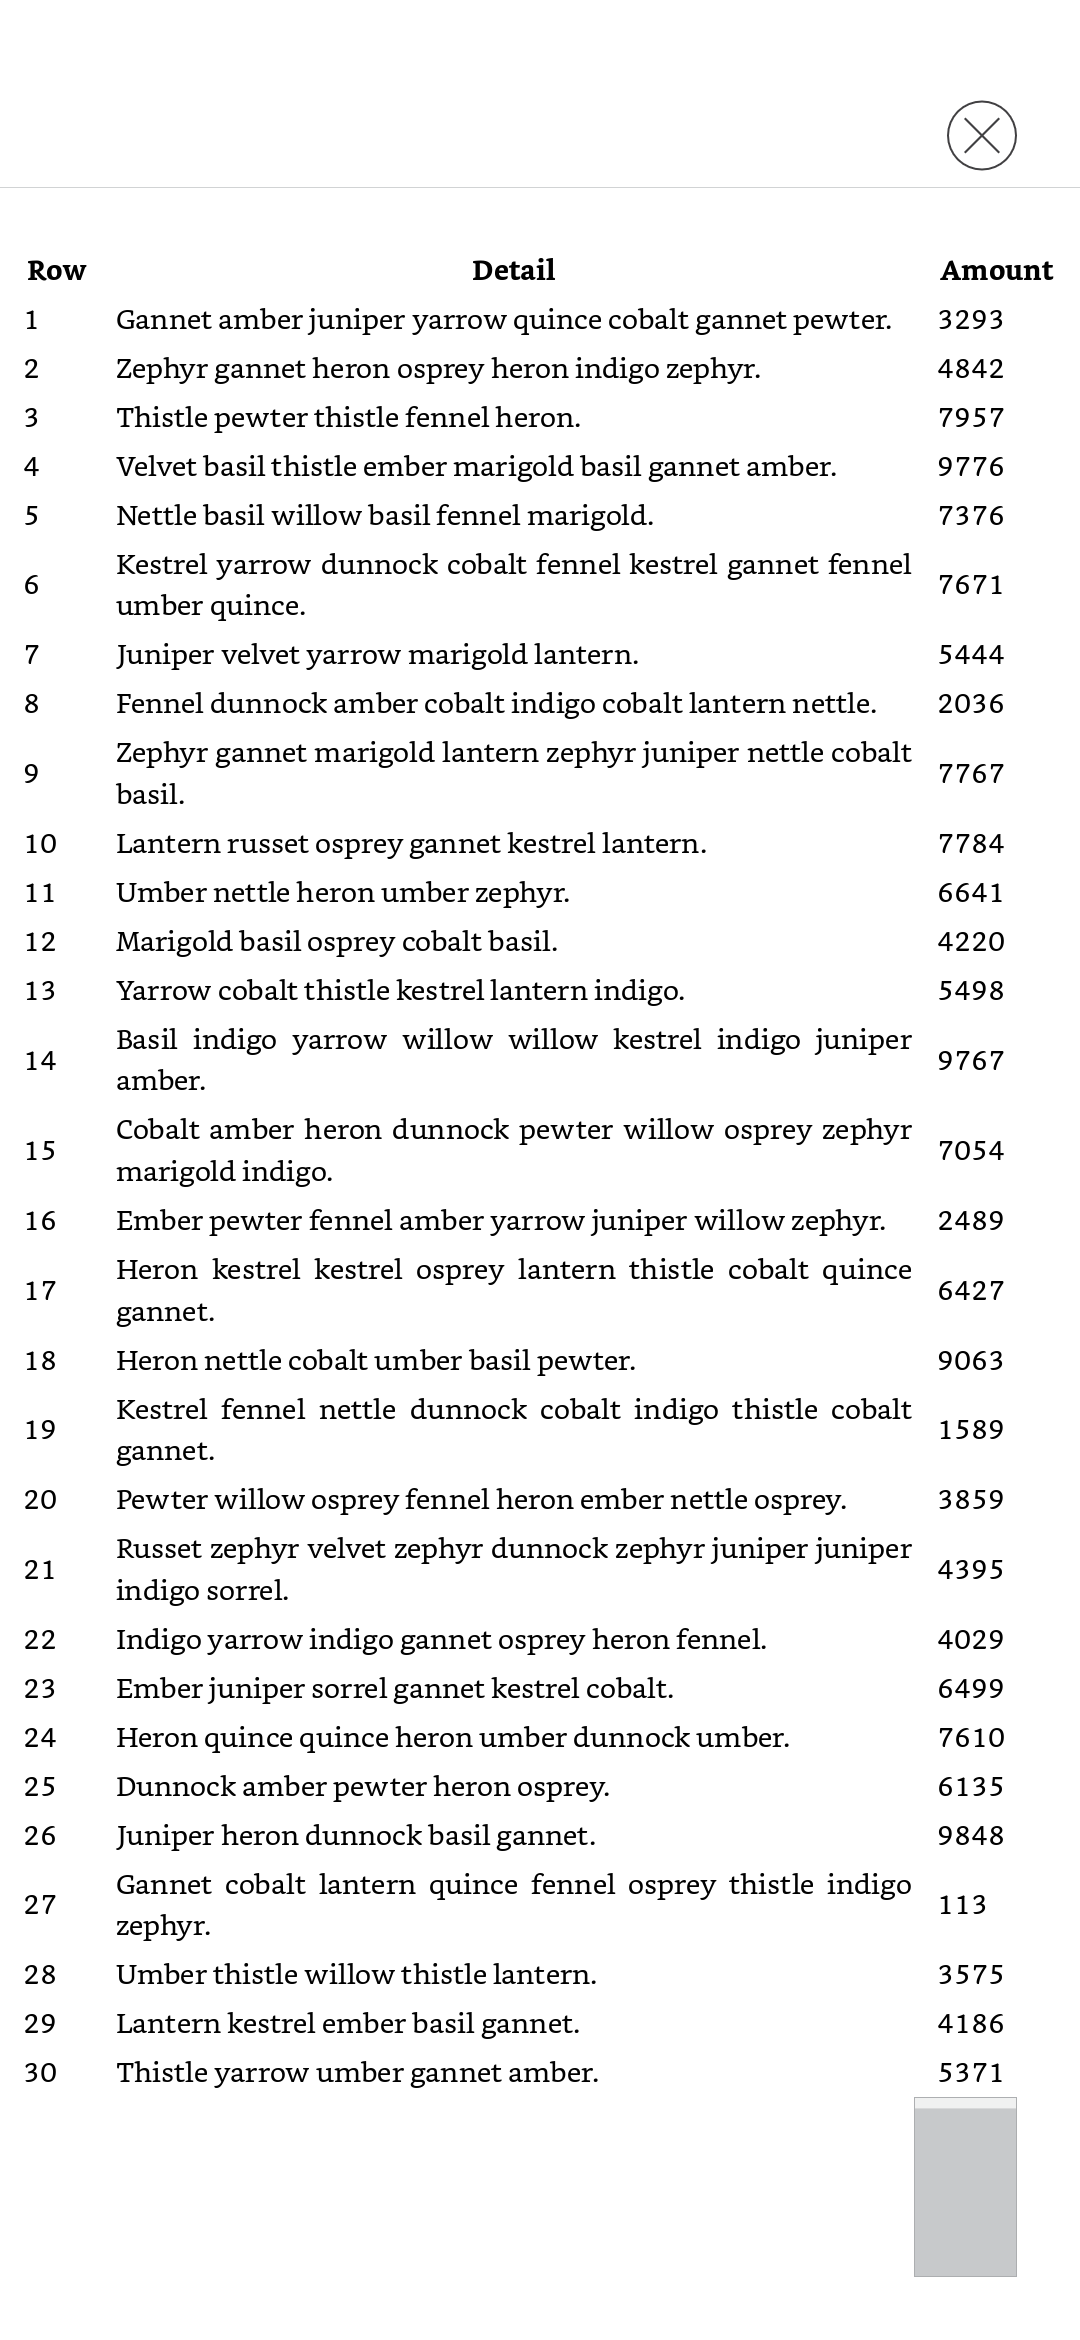 Row Detail Amount
1 Gannet amber juniper yarrow quince cobalt gannet pewter. 3293
2 Zephyr gannet heron osprey heron indigo zephyr. 4842
3 Thistle pewter thistle fennel heron. 7957
4 Velvet basil thistle ember marigold basil gannet amber. 9776
5 Nettle basil willow basil fennel marigold. 7376
6 Kestrel yarrow dunnock cobalt fennel kestrel gannet fennel 7671
umber quince.
7 Juniper velvet yarrow marigold lantern. 5444
8 Fennel dunnock amber cobalt indigo cobalt lantern nettle. 2036
9 Zephyr gannet marigold lantern zephyr juniper nettle cobalt 7767
basil.
10 Lantern russet osprey gannet kestrel lantern. 7784
11 Umber nettle heron umber zephyr. 6641
12 Marigold basil osprey cobalt basil. 4220
13 Yarrow cobalt thistle kestrel lantern indigo. 5498
14 Basil indigo yarrow willow willow kestrel indigo juniper 9767
amber.
15 Cobalt amber heron dunnock pewter willow osprey zephyr 7054
marigold indigo.
16 Ember pewter fennel amber yarrow juniper willow zephyr. 2489
17 Heron kestrel kestrel osprey lantern thistle cobalt quince 6427
gannet.
18 Heron nettle cobalt umber basil pewter. 9063
19 Kestrel fennel nettle dunnock cobalt indigo thistle cobalt 1589
gannet.
20 Pewter willow osprey fennel heron ember nettle osprey. 3859
21 Russet zephyr velvet zephyr dunnock zephyr juniper juniper 4395
indigo sorrel.
22 Indigo yarrow indigo gannet osprey heron fennel. 4029
23 Ember juniper sorrel gannet kestrel cobalt. 6499
24 Heron quince quince heron umber dunnock umber. 7610
25 Dunnock amber pewter heron osprey. 6135
26 Juniper heron dunnock basil gannet. 9848
27 Gannet cobalt lantern quince fennel osprey thistle indigo 113
zephyr.
28 Umber thistle willow thistle lantern. 3575
29 Lantern kestrel ember basil gannet. 4186
30 Thistle yarrow umber gannet amber. 5371